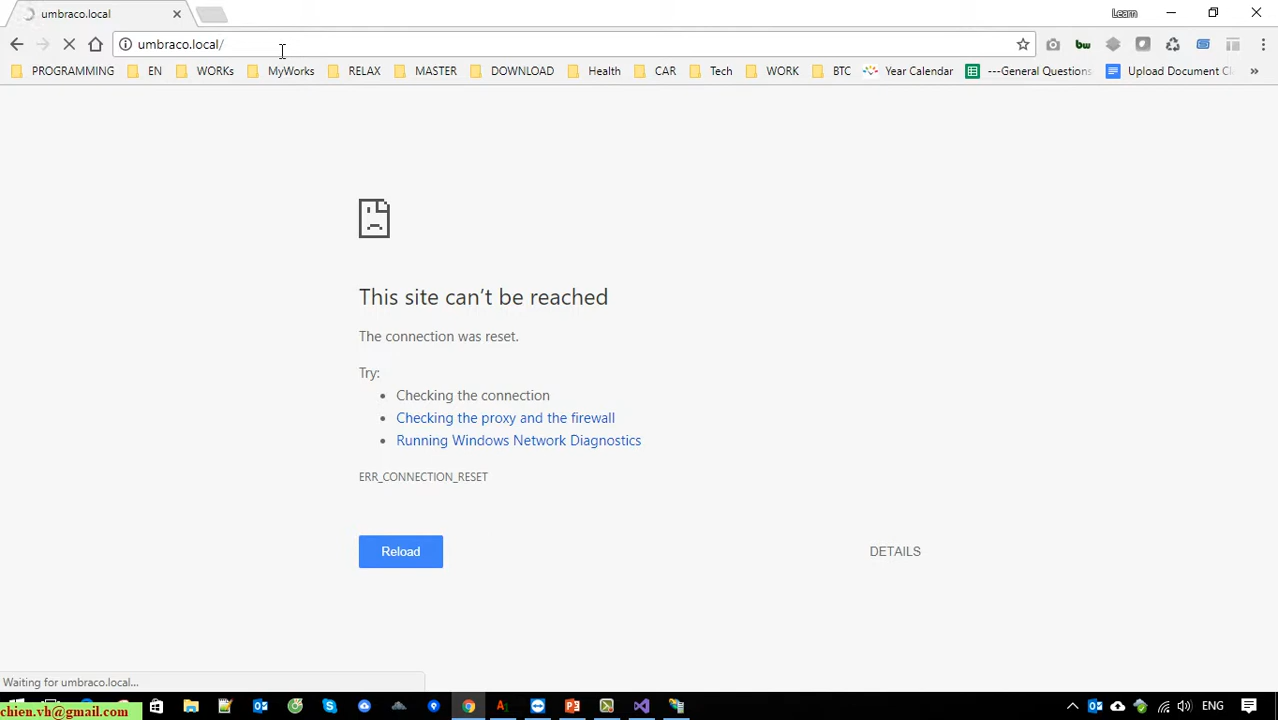 umbraco.local
Learn
umbraco.local/
PROGRAMMING EN WORKs MyWorks RELAX MASTER DOWNLOAD Health CAR Tech WORK BTC Year Calendar ---General Questions Upload Document Cl »
This site can't be reached
The connection was reset.
Try:
• Checking the connection
• Checking the proxy and the firewall
• Running Windows Network Diagnostics
ERR_CONNECTION_RESET
Reload DETAILS
Waiting for umbraco.local...
chien.vh@gmail.com ENG